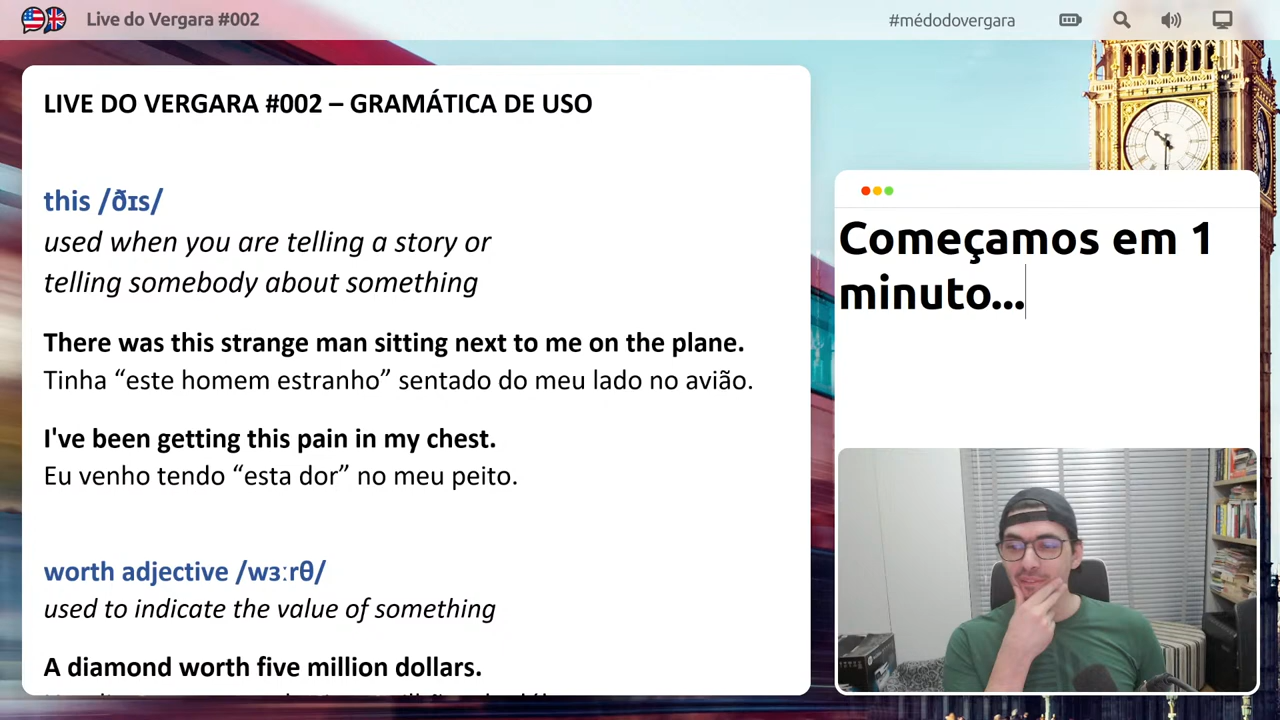 Live do Vergara #002
#médodovergara
LIVE DO VERGARA #002 – GRAMÁTICA DE USO
this /ðɪs/
used when you are telling a story or
telling somebody about something
There was this strange man sitting next to me on the plane.
Tinha “este homem estranho” sentado do meu lado no avião.
I've been getting this pain in my chest.
Eu venho tendo “esta dor” no meu peito.
worth adjective /wɜːrθ/
used to indicate the value of something
A diamond worth five million dollars.
Começamos em 1
minuto...